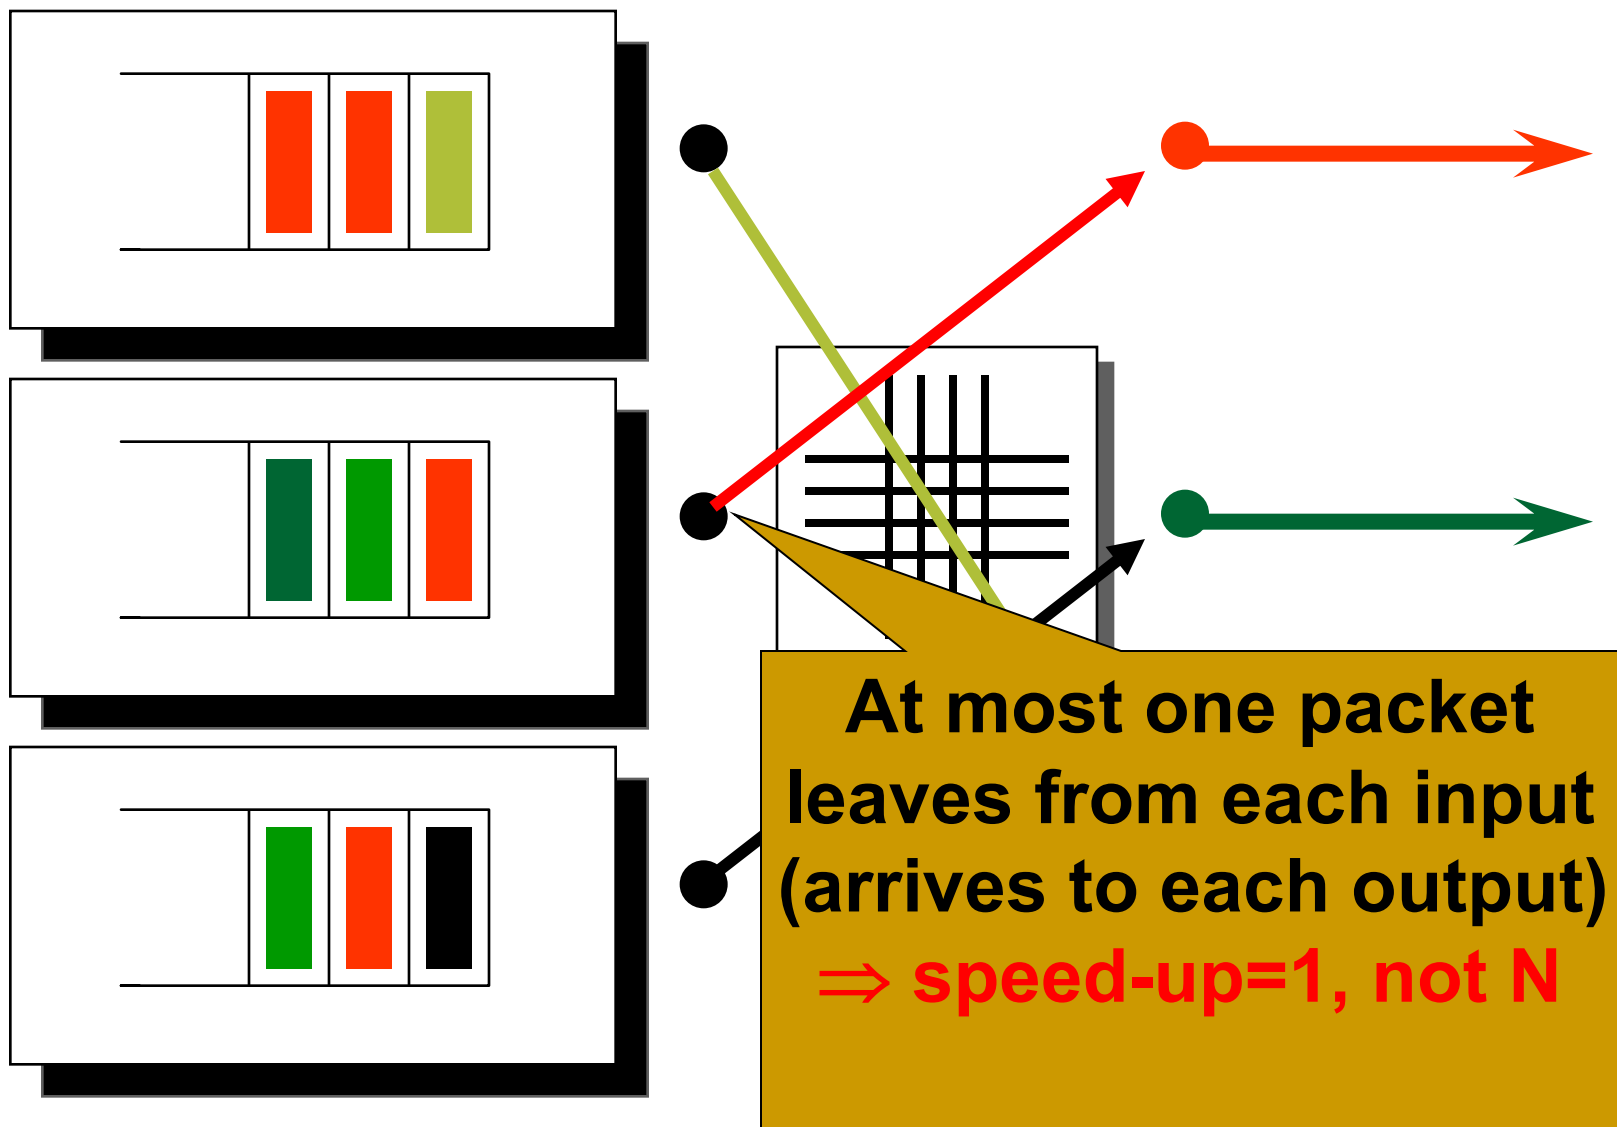 At most one packet
leaves from each input
(arrives to each output)
⇒ speed-up=1, not N